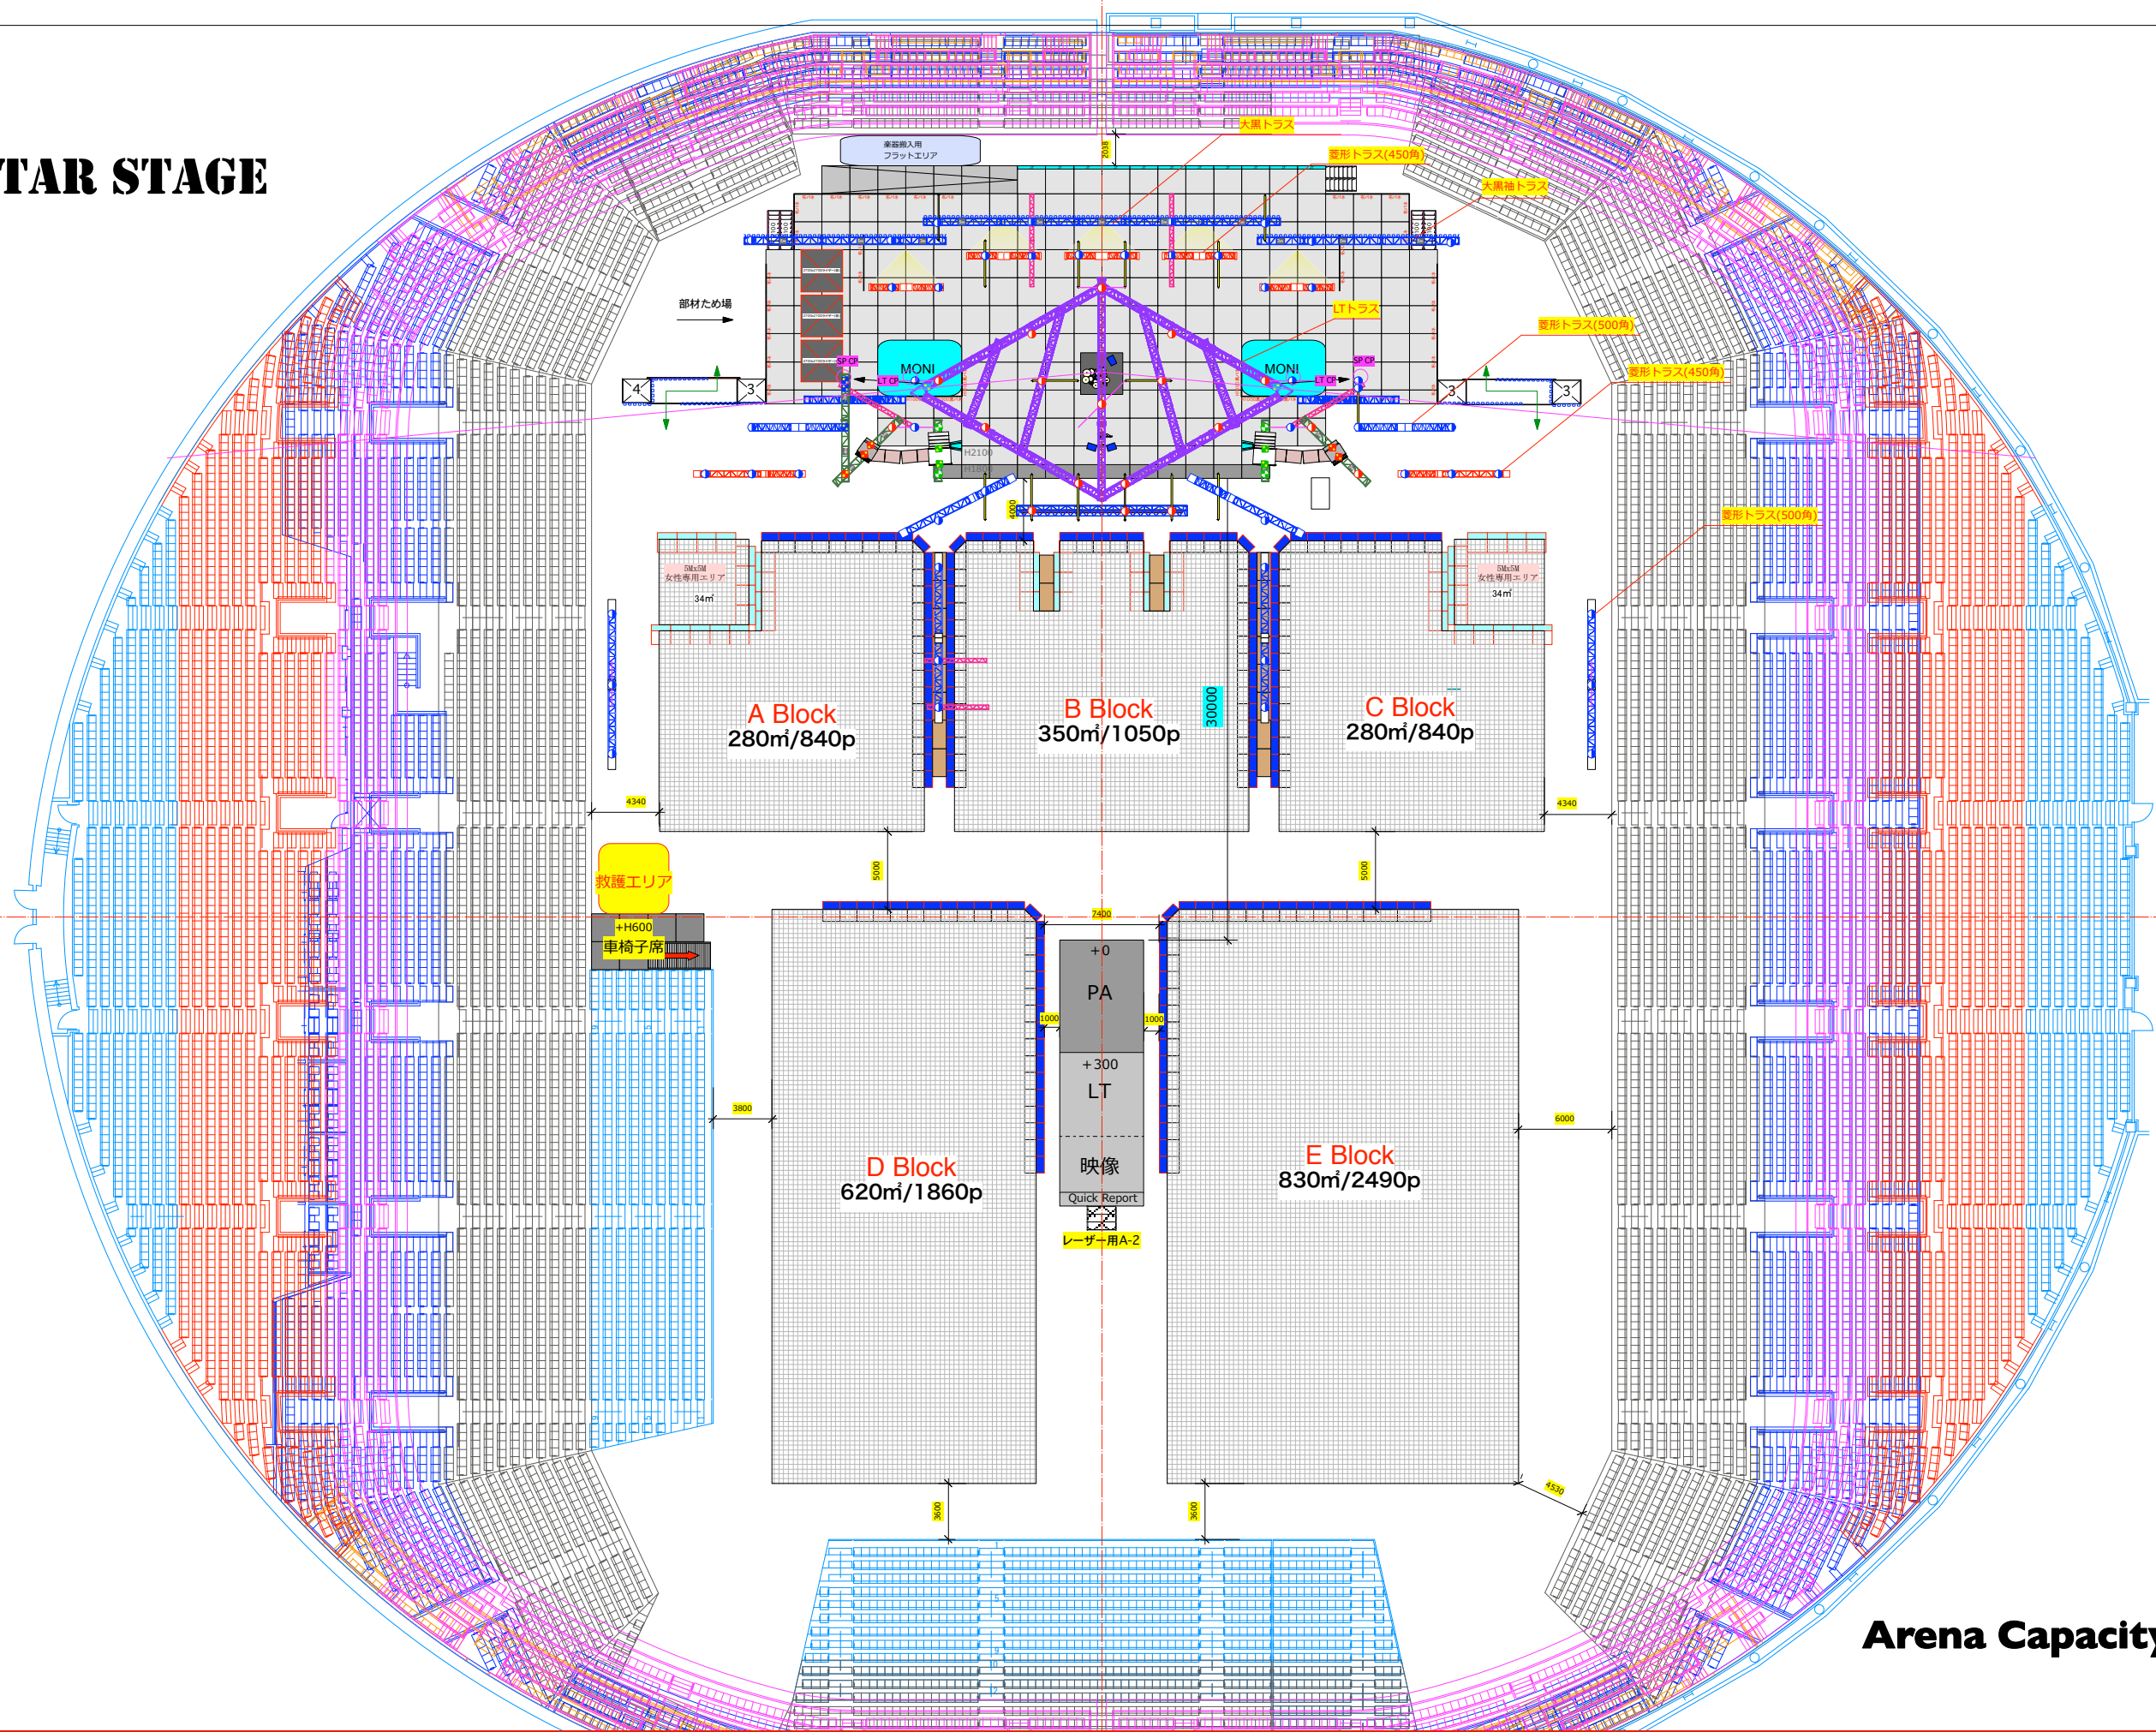 TAR STAGE
楽器搬入用
フラットエリア
2038
大黒トラス
菱形トラス(450角)
大黒袖トラス
部材ため場
LTトラス
菱形トラス(500角)
菱形トラス(450角)
MONI
MONI
SP CP
SP CP
LT CP
LT CP
4
3
3
3
H2100
H1800
4000
菱形トラス(500角)
5Mx5M
女性専用エリア
34㎡
5Mx5M
女性専用エリア
34㎡
A Block
280㎡/840p
B Block
350㎡/1050p
C Block
280㎡/840p
30000
4340
4340
5000
5000
救護エリア
+H600
車椅子席
7400
+0
PA
1000
1000
+300
LT
映像
Quick Report
レーザー用A-2
3800
6000
D Block
620㎡/1860p
E Block
830㎡/2490p
3600
3600
4530
Arena Capacity